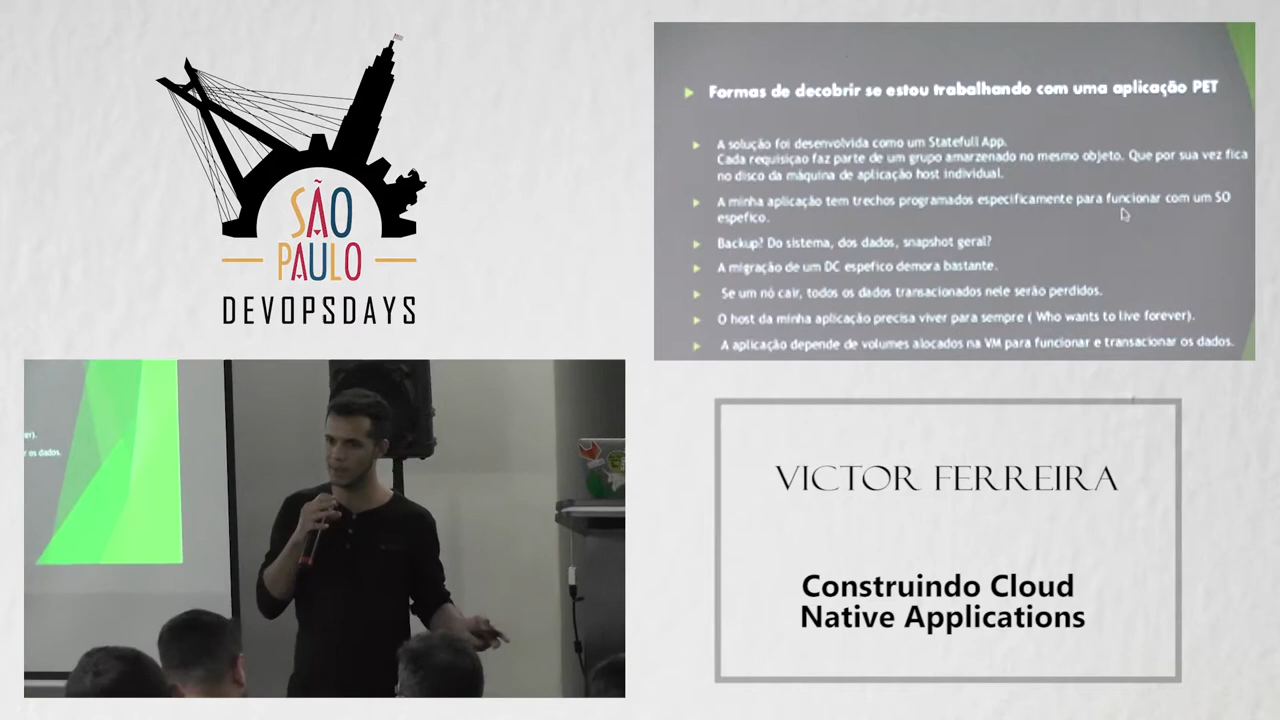 SÃO
PAULO
DEVOPSDAYS
Formas de decobrir se estou trabalhando com uma aplicação PET
A solução foi desenvolvida como um Statefull App.
Cada requisiçao faz parte de um grupo amarzenado no mesmo objeto. Que por sua vez fica
no disco da máquina de aplicação host individual.
A minha aplicação tem trechos programados especificamente para funcionar com um SO
espefico.
Backup? Do sistema, dos dados, snapshot geral?
A migração de um DC espefico demora bastante.
Se um nó cair, todos os dados transacionados nele serão perdidos.
O host da minha aplicação precisa viver para sempre ( Who wants to live forever).
A aplicação depende de volumes alocados na VM para funcionar e transacionar os dados.
er).
r os dados.
VICTOR FERREIRA
Construindo Cloud
Native Applications